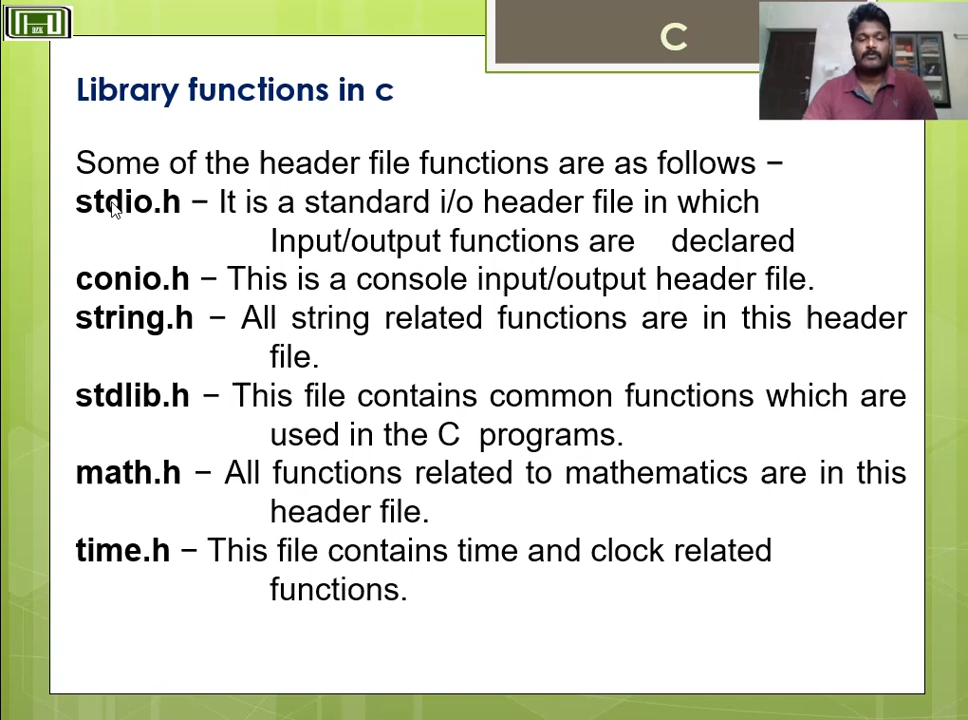 C
Library functions in c
Some of the header file functions are as follows −
stdio.h − It is a standard i/o header file in which
Input/output functions are declared
conio.h − This is a console input/output header file.
string.h − All string related functions are in this header
file.
stdlib.h − This file contains common functions which are
used in the C programs.
math.h − All functions related to mathematics are in this
header file.
time.h − This file contains time and clock related
functions.